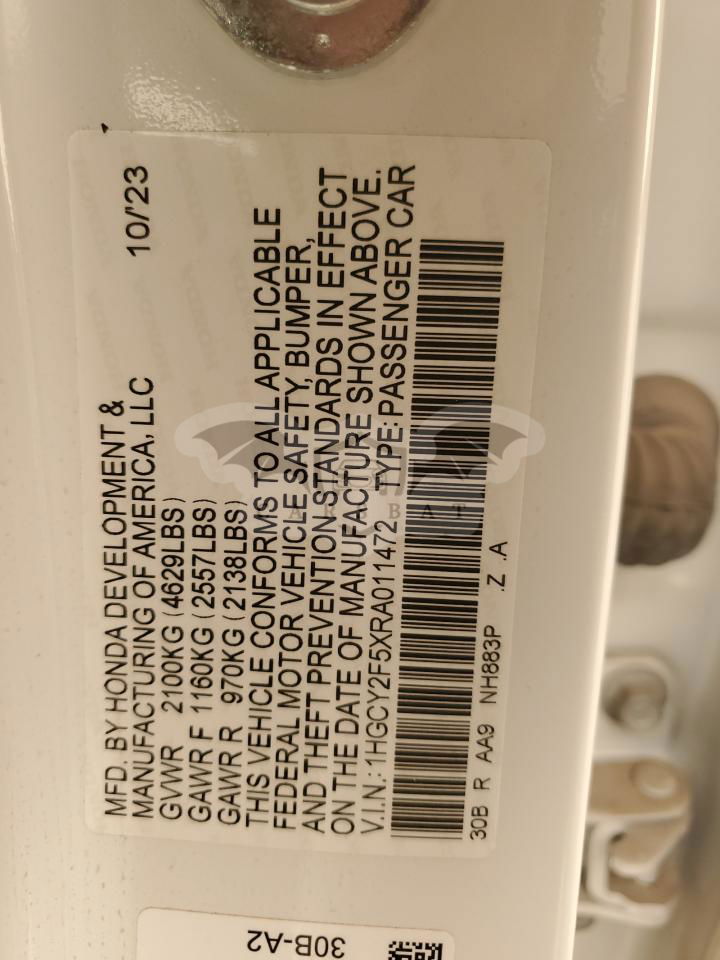 MFD. BY HONDA DEVELOPMENT &
MANUFACTURING OF AMERICA, LLC 10/'23
GVWR 2100KG (4629LBS)
GAWR F 1160KG (2557LBS)
GAWR R 970KG (2138LBS)
THIS VEHICLE CONFORMS TO ALL APPLICABLE
FEDERAL MOTOR VEHICLE SAFETY, BUMPER,
AND THEFT PREVENTION STANDARDS IN EFFECT
ON THE DATE OF MANUFACTURE SHOWN ABOVE.
V.I.N.: 1HGCY2F5XRA011472 TYPE: PASSENGER CAR
30B R AA9 NH883P .Z .A
30B-A2
ARBAT